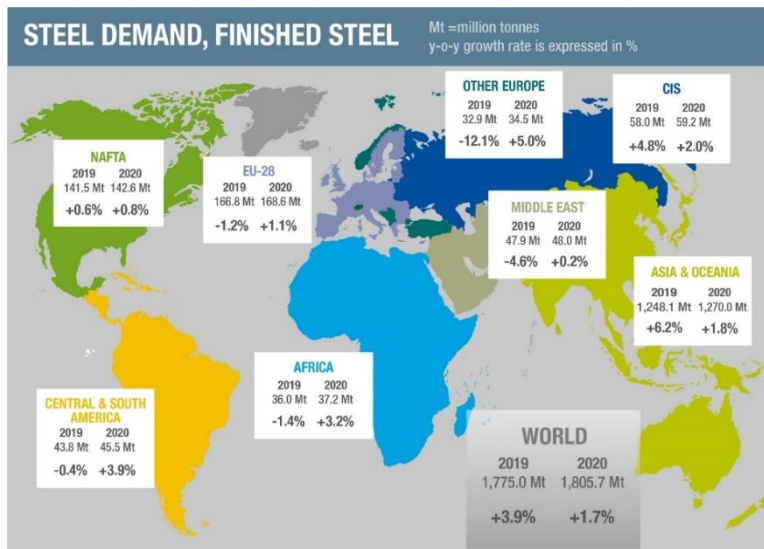 STEEL DEMAND, FINISHED STEEL
Mt =million tonnes
y-o-y growth rate is expressed in %
OTHER EUROPE
2019 2020
32.9 Mt 34.5 Mt
-12.1% +5.0%
CIS
2019 2020
58.0 Mt 59.2 Mt
+4.8% +2.0%
NAFTA
2019 2020
141.5 Mt 142.6 Mt
+0.6% +0.8%
EU-28
2019 2020
166.8 Mt 168.6 Mt
-1.2% +1.1%
MIDDLE EAST
2019 2020
47.9 Mt 48.0 Mt
-4.6% +0.2%
ASIA & OCEANIA
2019 2020
1,248.1 Mt 1,270.0 Mt
+6.2% +1.8%
AFRICA
2019 2020
36.0 Mt 37.2 Mt
-1.4% +3.2%
CENTRAL & SOUTH
AMERICA
2019 2020
43.8 Mt 45.5 Mt
-0.4% +3.9%
WORLD
2019 2020
1,775.0 Mt 1,805.7 Mt
+3.9% +1.7%